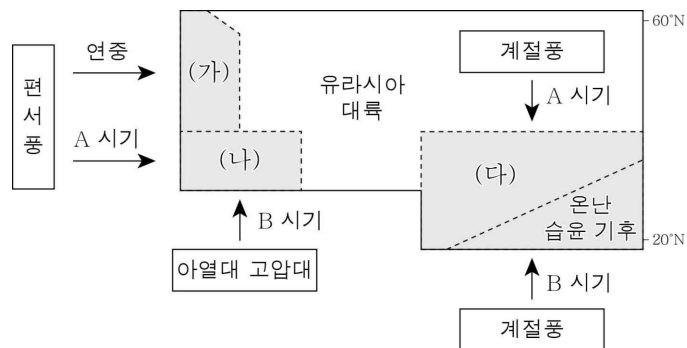 60°N
연중
계절풍
(가)
편서풍
유라시아
대륙
A 시기
A 시기
(나)
(다)
온난
습윤 기후
B 시기
20°N
아열대 고압대
B 시기
계절풍